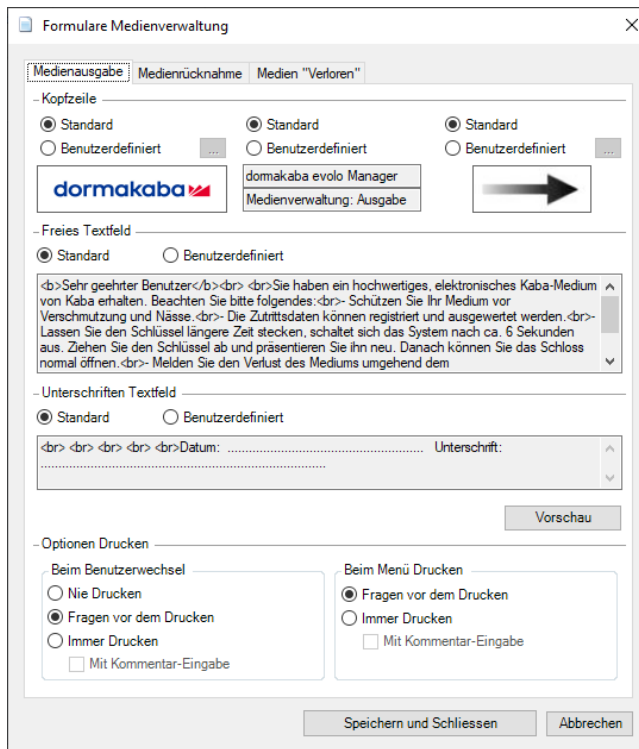 Formulare Medienverwaltung
Medienausgabe Medienrücknahme Medien "Verloren"
Kopfzeile
Standard Standard Standard
Benutzerdefiniert ... Benutzerdefiniert Benutzerdefiniert ...
dormakaba
dormakaba evolo Manager
Medienverwaltung: Ausgabe
Freies Textfeld
Standard Benutzerdefiniert
<b>Sehr geehrter Benutzer</b><br> <br>Sie haben ein hochwertiges, elektronisches Kaba-Medium
von Kaba erhalten. Beachten Sie bitte folgendes:<br>- Schützen Sie Ihr Medium vor
Verschmutzung und Nässe.<br>- Die Zutrittsdaten können registriert und ausgewertet werden.<br>-
Lassen Sie den Schlüssel längere Zeit stecken, schaltet sich das System nach ca. 6 Sekunden
aus. Ziehen Sie den Schlüssel ab und präsentieren Sie ihn neu. Danach können Sie das Schloss
normal öffnen.<br>- Melden Sie den Verlust des Mediums umgehend dem
Unterschriften Textfeld
Standard Benutzerdefiniert
<br> <br> <br> <br> <br>Datum: ...................................................... Unterschrift:
..............................................................................
Vorschau
Optionen Drucken
Beim Benutzerwechsel
Nie Drucken
Fragen vor dem Drucken
Immer Drucken
Mit Kommentar-Eingabe
Beim Menü Drucken
Fragen vor dem Drucken
Immer Drucken
Mit Kommentar-Eingabe
Speichern und Schliessen Abbrechen